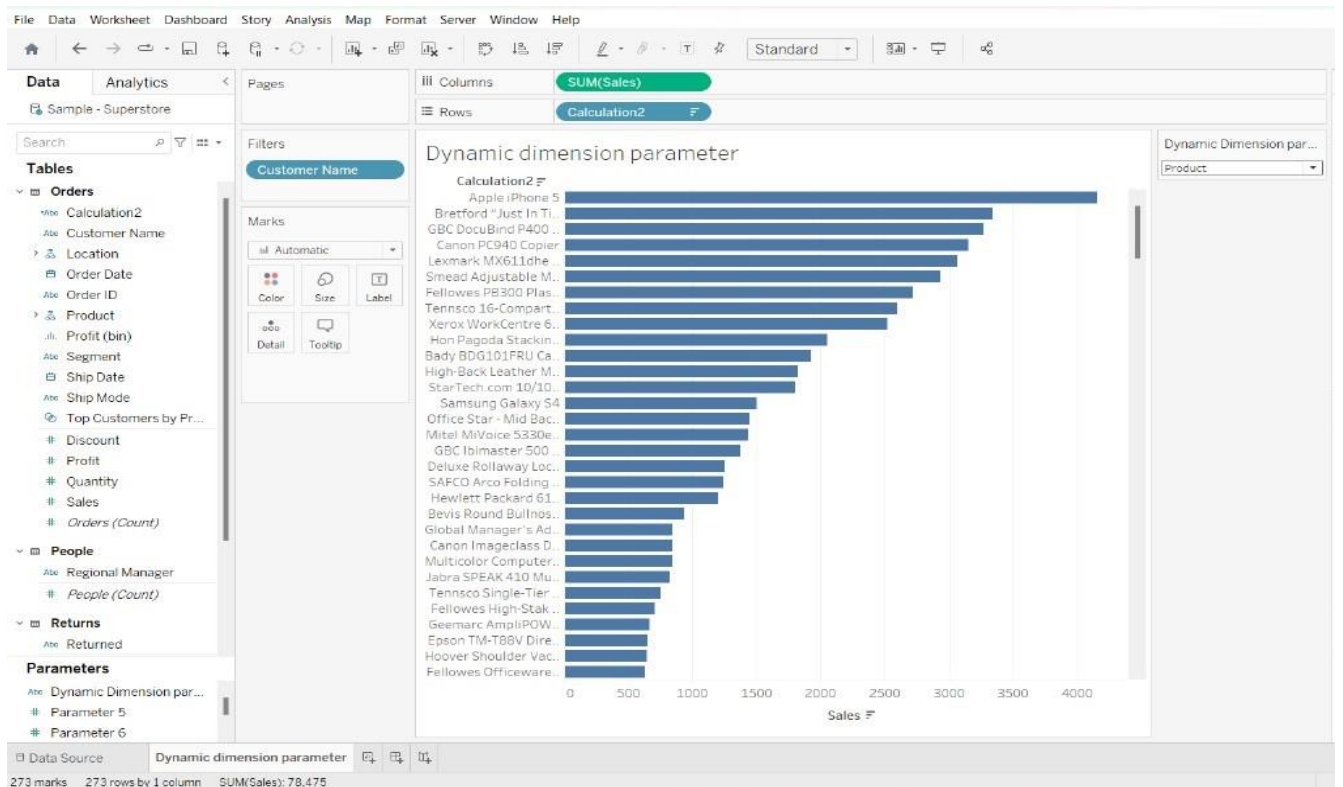 File Data Worksheet Dashboard Story Analysis Map Format Server Window Help
Standard
Data Analytics
Sample - Superstore
Search
Tables
Orders
Abc Calculation2
Abc Customer Name
Location
Order Date
Abc Order ID
Product
Profit (bin)
Abc Segment
Ship Date
Abc Ship Mode
Top Customers by Pr...
# Discount
# Profit
# Quantity
# Sales
# Orders (Count)
People
Abc Regional Manager
# People (Count)
Returns
Abc Returned
Parameters
Abc Dynamic Dimension par...
# Parameter 5
# Parameter 6
Pages
Filters
Customer Name
Marks
Automatic
Color Size Label
T
Detail Tooltip
iii Columns SUM(Sales)
Rows Calculation2
Dynamic dimension parameter
Calculation2
Apple iPhone 5
Bretford "Just In Ti..
GBC DocuBind P400 ..
Canon PC940 Copier
Lexmark MX611dhe ..
Smead Adjustable M..
Fellowes PB300 Plas..
Tennsco 16-Compart..
Xerox WorkCentre 6..
Hon Pagoda Stackin..
Bady BDG101FRU Ca..
High-Back Leather M..
StarTech.com 10/10..
Samsung Galaxy S4
Office Star - Mid Bac..
Mitel MiVoice 5330e..
GBC Ibimaster 500 ..
Deluxe Rollaway Loc..
SAFCO Arco Folding ..
Hewlett Packard 61..
Bevis Round Bullnos..
Global Manager's Ad..
Canon Imageclass D..
Multicolor Computer..
Jabra SPEAK 410 Mu..
Tennsco Single-Tier ..
Fellowes High-Stak ..
Geemarc AmpliPOW..
Epson TM-T88V Dire..
Hoover Shoulder Vac..
Fellowes Officeware..
0 500 1000 1500 2000 2500 3000 3500 4000
Sales
Dynamic Dimension par...
Product
Data Source Dynamic dimension parameter
273 marks 273 rows by 1 column SUM(Sales): 78.475